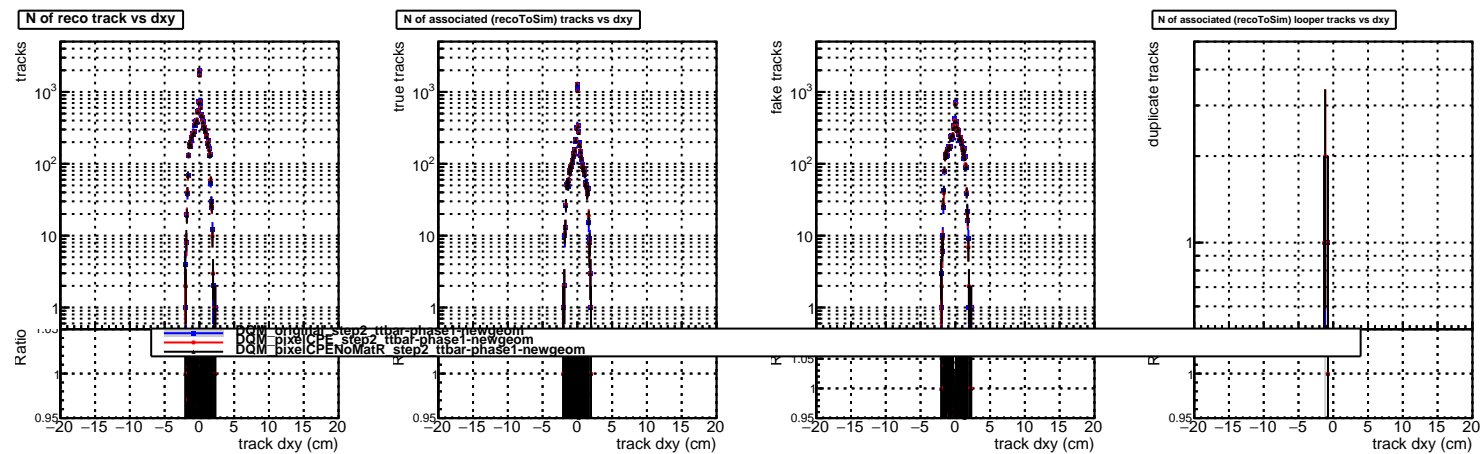 N of reco track vs dxy
N of associated (recoToSim) tracks vs dxy
N of associated (recoToSim) looper tracks vs dxy
tracks
10³
10²
10
1
true tracks
10³
10²
10
1
fake tracks
10³
10²
10
1
duplicate tracks
1
DQM_original_step2_ttbar-phase1-newgeom
DQM_pixelCPE_step2_ttbar-phase1-newgeom
DQM_pixelCPENoMatR_step2_ttbar-phase1-newgeom
Ratio
1.05
1
0.95
−20 −15 −10 −5 0 5 10 15 20
track dxy (cm)
1
0.95
−20 −15 −10 −5 0 5 10 15 20
track dxy (cm)
1.05
1
0.95
−20 −15 −10 −5 0 5 10 15 20
track dxy (cm)
1
0.95
−20 −15 −10 −5 0 5 10 15 20
track dxy (cm)